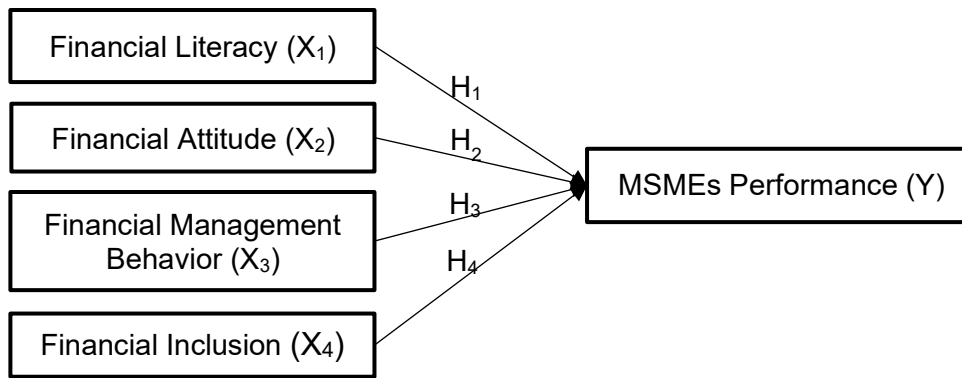 Financial Literacy (X₁)
H₁
Financial Attitude (X₂)
H₂
MSMEs Performance (Y)
Financial Management
Behavior (X₃)
H₃
H₄
Financial Inclusion (X₄)